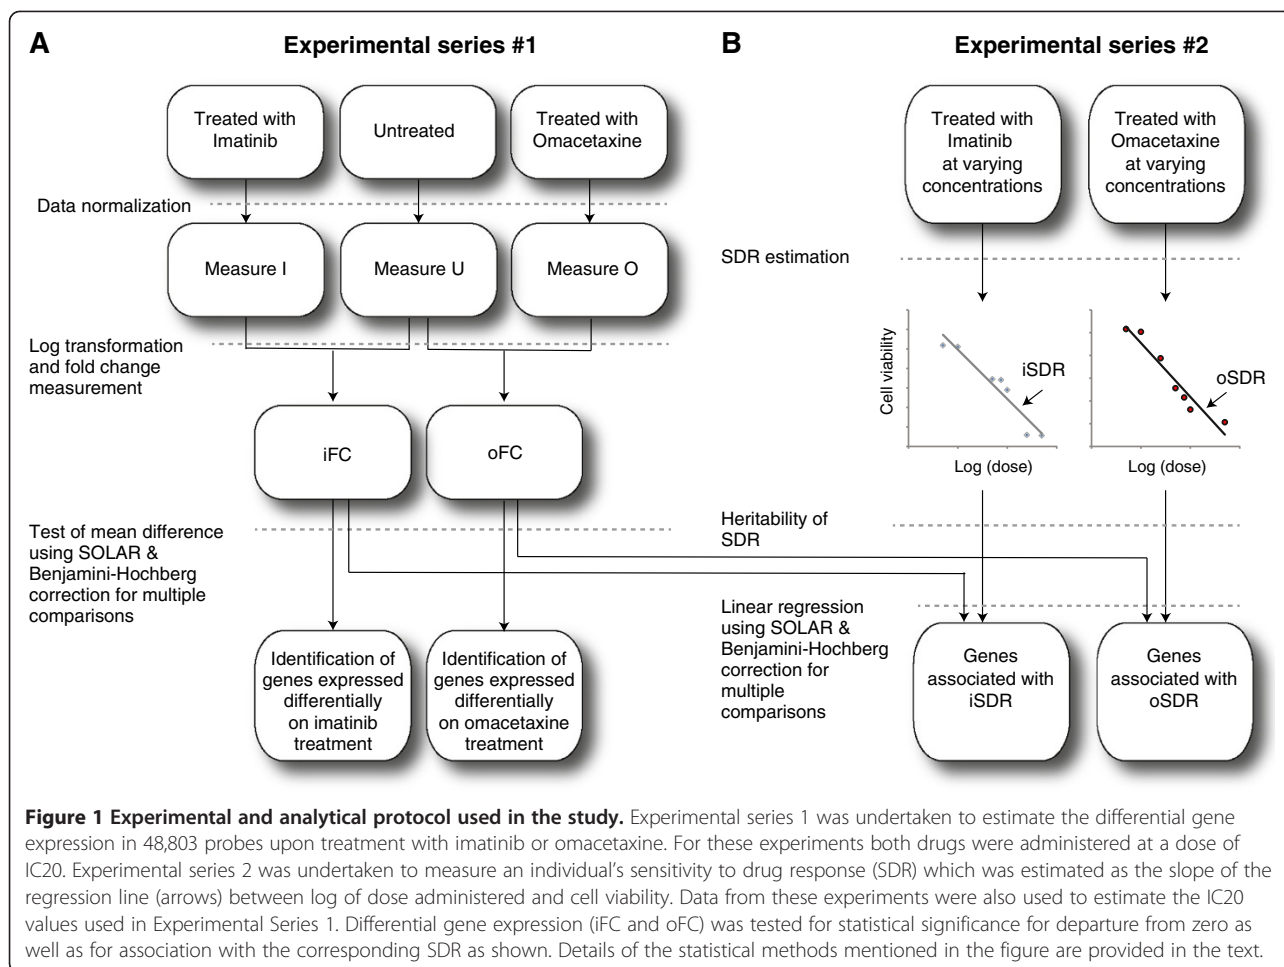 A
Experimental series #1
Treated with
Imatinib
Untreated
Treated with
Omacetaxine
Data normalization
Measure I
Measure U
Measure O
Log transformation
and fold change
measurement
iFC
oFC
Test of mean difference
using SOLAR &
Benjamini-Hochberg
correction for multiple
comparisons
Identification of
genes expressed
differentially
on imatinib
treatment
Identification of
genes expressed
differentially
on omacetaxine
treatment
B
Experimental series #2
Treated with
Imatinib
at varying
concentrations
Treated with
Omacetaxine
at varying
concentrations
SDR estimation
Cell viability
iSDR
Log (dose)
oSDR
Log (dose)
Heritability of
SDR
Linear regression
using SOLAR &
Benjamini-Hochberg
correction for
multiple
comparisons
Genes
associated with
iSDR
Genes
associated with
oSDR
Figure 1 Experimental and analytical protocol used in the study. Experimental series 1 was undertaken to estimate the differential gene
expression in 48,803 probes upon treatment with imatinib or omacetaxine. For these experiments both drugs were administered at a dose of
IC20. Experimental series 2 was undertaken to measure an individual's sensitivity to drug response (SDR) which was estimated as the slope of the
regression line (arrows) between log of dose administered and cell viability. Data from these experiments were also used to estimate the IC20
values used in Experimental Series 1. Differential gene expression (iFC and oFC) was tested for statistical significance for departure from zero as
well as for association with the corresponding SDR as shown. Details of the statistical methods mentioned in the figure are provided in the text.